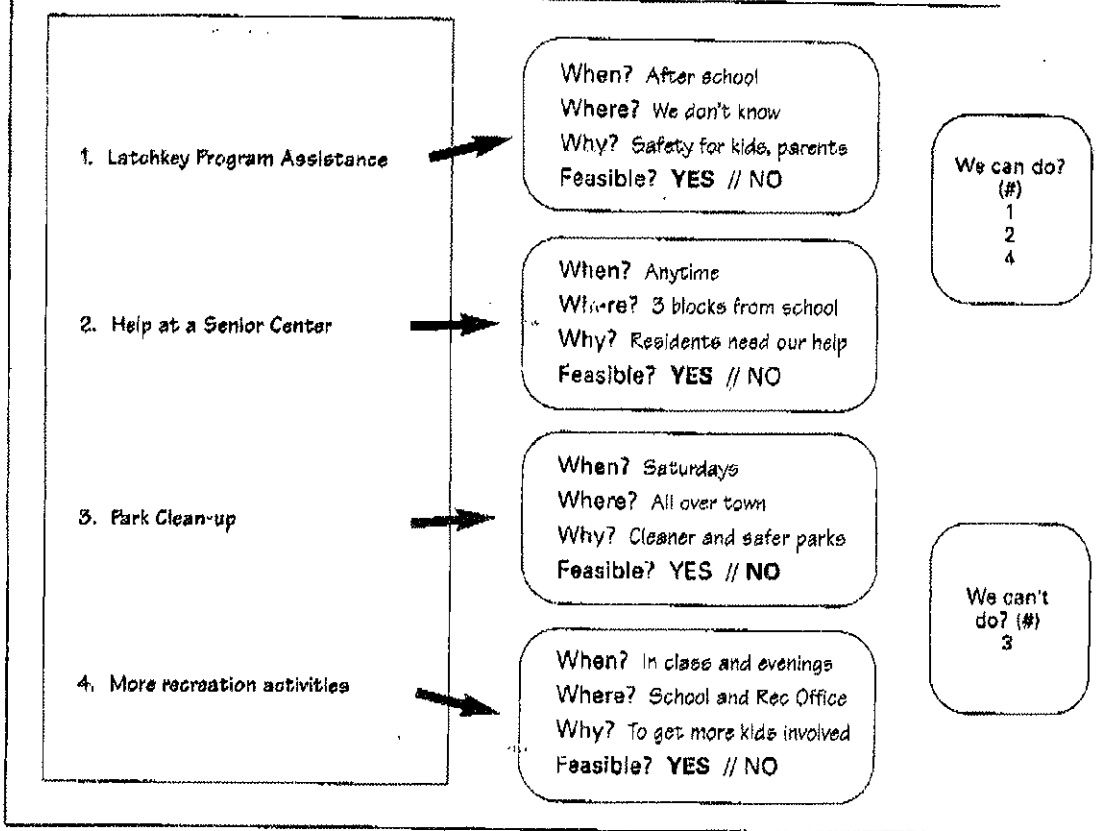 1. Latchkey Program Assistance
When? After school
Where? We don't know
Why? Safety for kids, parents
Feasible? YES // NO
2. Help at a Senior Center
When? Anytime
Where? 3 blocks from school
Why? Residents need our help
Feasible? YES // NO
3. Park Clean-up
When? Saturdays
Where? All over town
Why? Cleaner and safer parks
Feasible? YES // NO
4. More recreation activities
When? In class and evenings
Where? School and Rec Office
Why? To get more kids involved
Feasible? YES // NO
We can do?
(#)
1
2
4
We can't
do? (#)
3